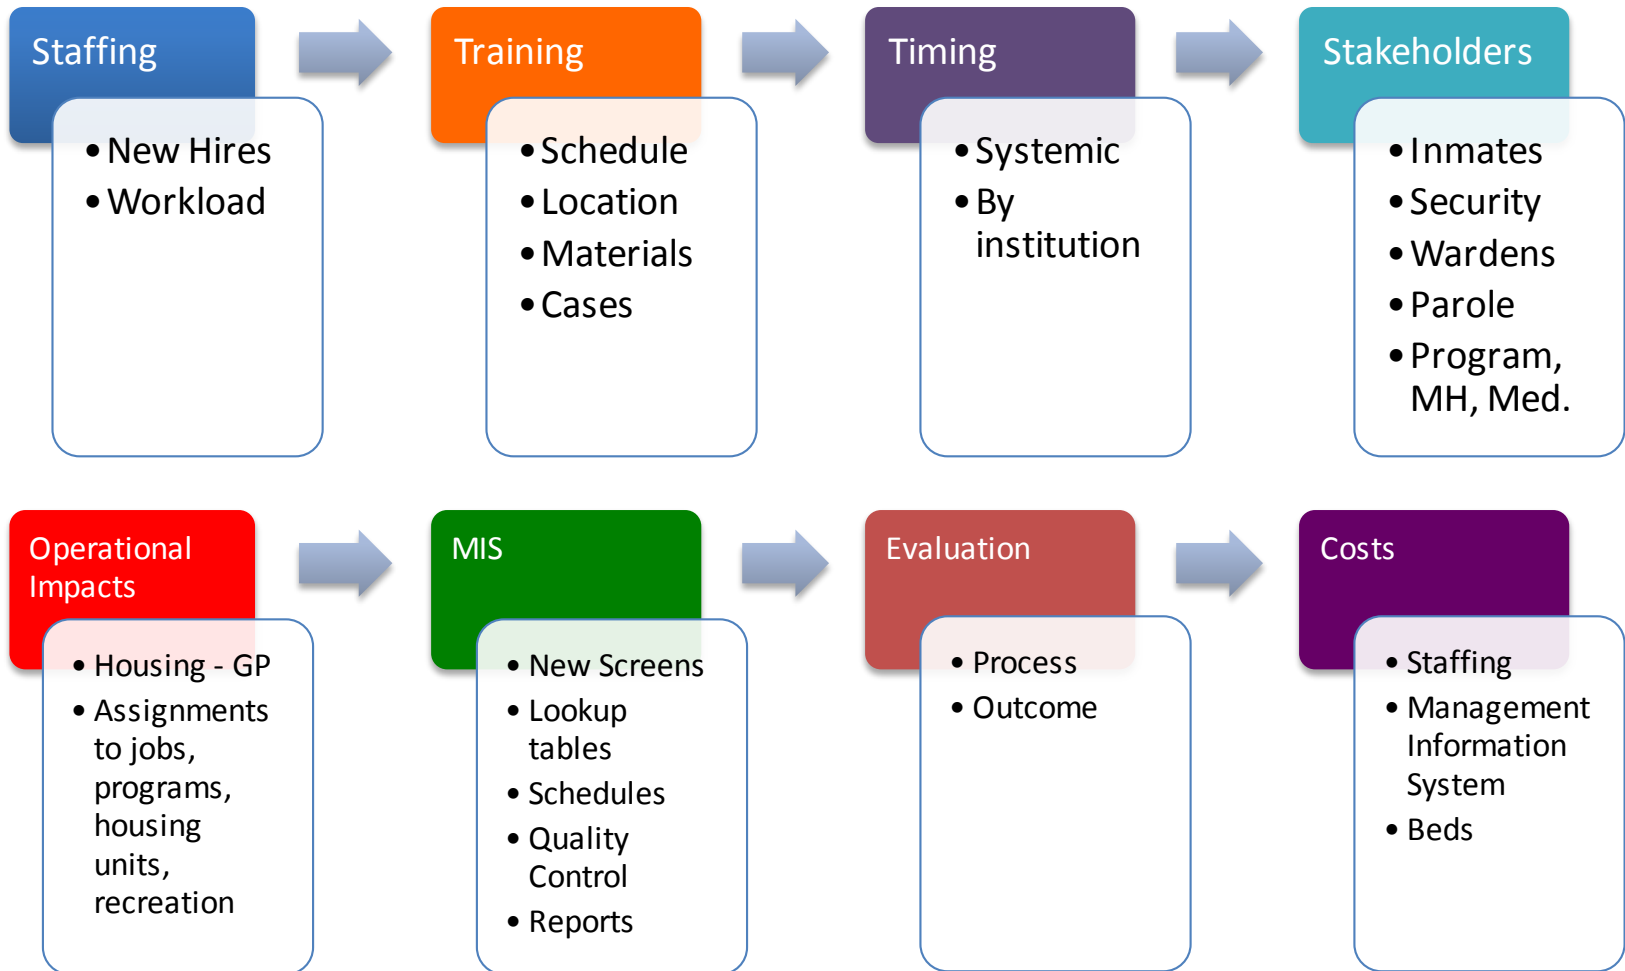 Staffing
• New Hires
• Workload
Training
• Schedule
• Location
• Materials
• Cases
Timing
• Systemic
• By
institution
Stakeholders
• Inmates
• Security
• Wardens
• Parole
• Program,
MH, Med.
Operational
Impacts
• Housing - GP
• Assignments
to jobs,
programs,
housing
units,
recreation
MIS
• New Screens
• Lookup
tables
• Schedules
• Quality
Control
• Reports
Evaluation
• Process
• Outcome
Costs
• Staffing
• Management
Information
System
• Beds